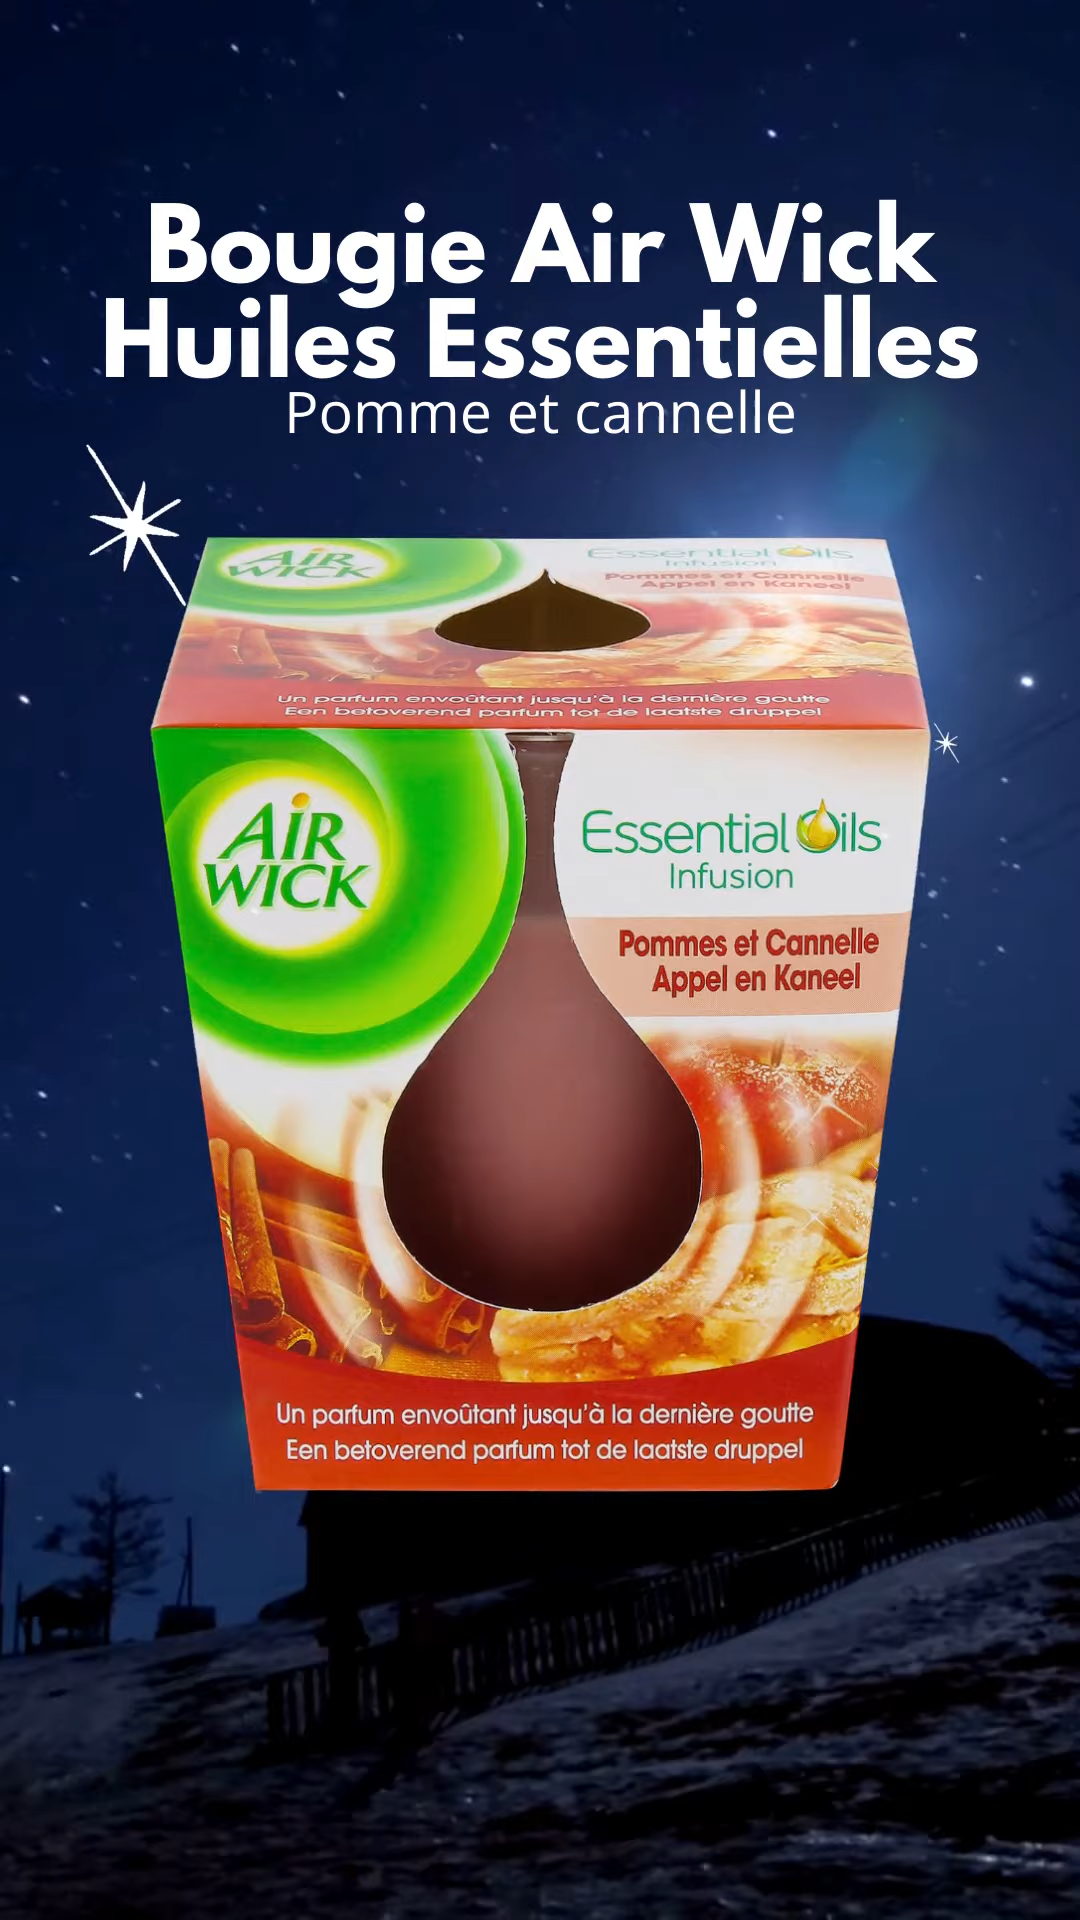 Bougie Air Wick
Huiles Essentielles
Pomme et cannelle
AIR
WICK
Essential Oils
Infusion
Pommes et Cannelle
Appel en Kaneel
Un parfum envoûtant jusqu'à la dernière goutte
Een betoverend parfum tot de laatste druppel
AIR
WICK
Essential Oils
Infusion
Pommes et Cannelle
Appel en Kaneel
Un parfum envoûtant jusqu'à la dernière goutte
Een betoverend parfum tot de laatste druppel